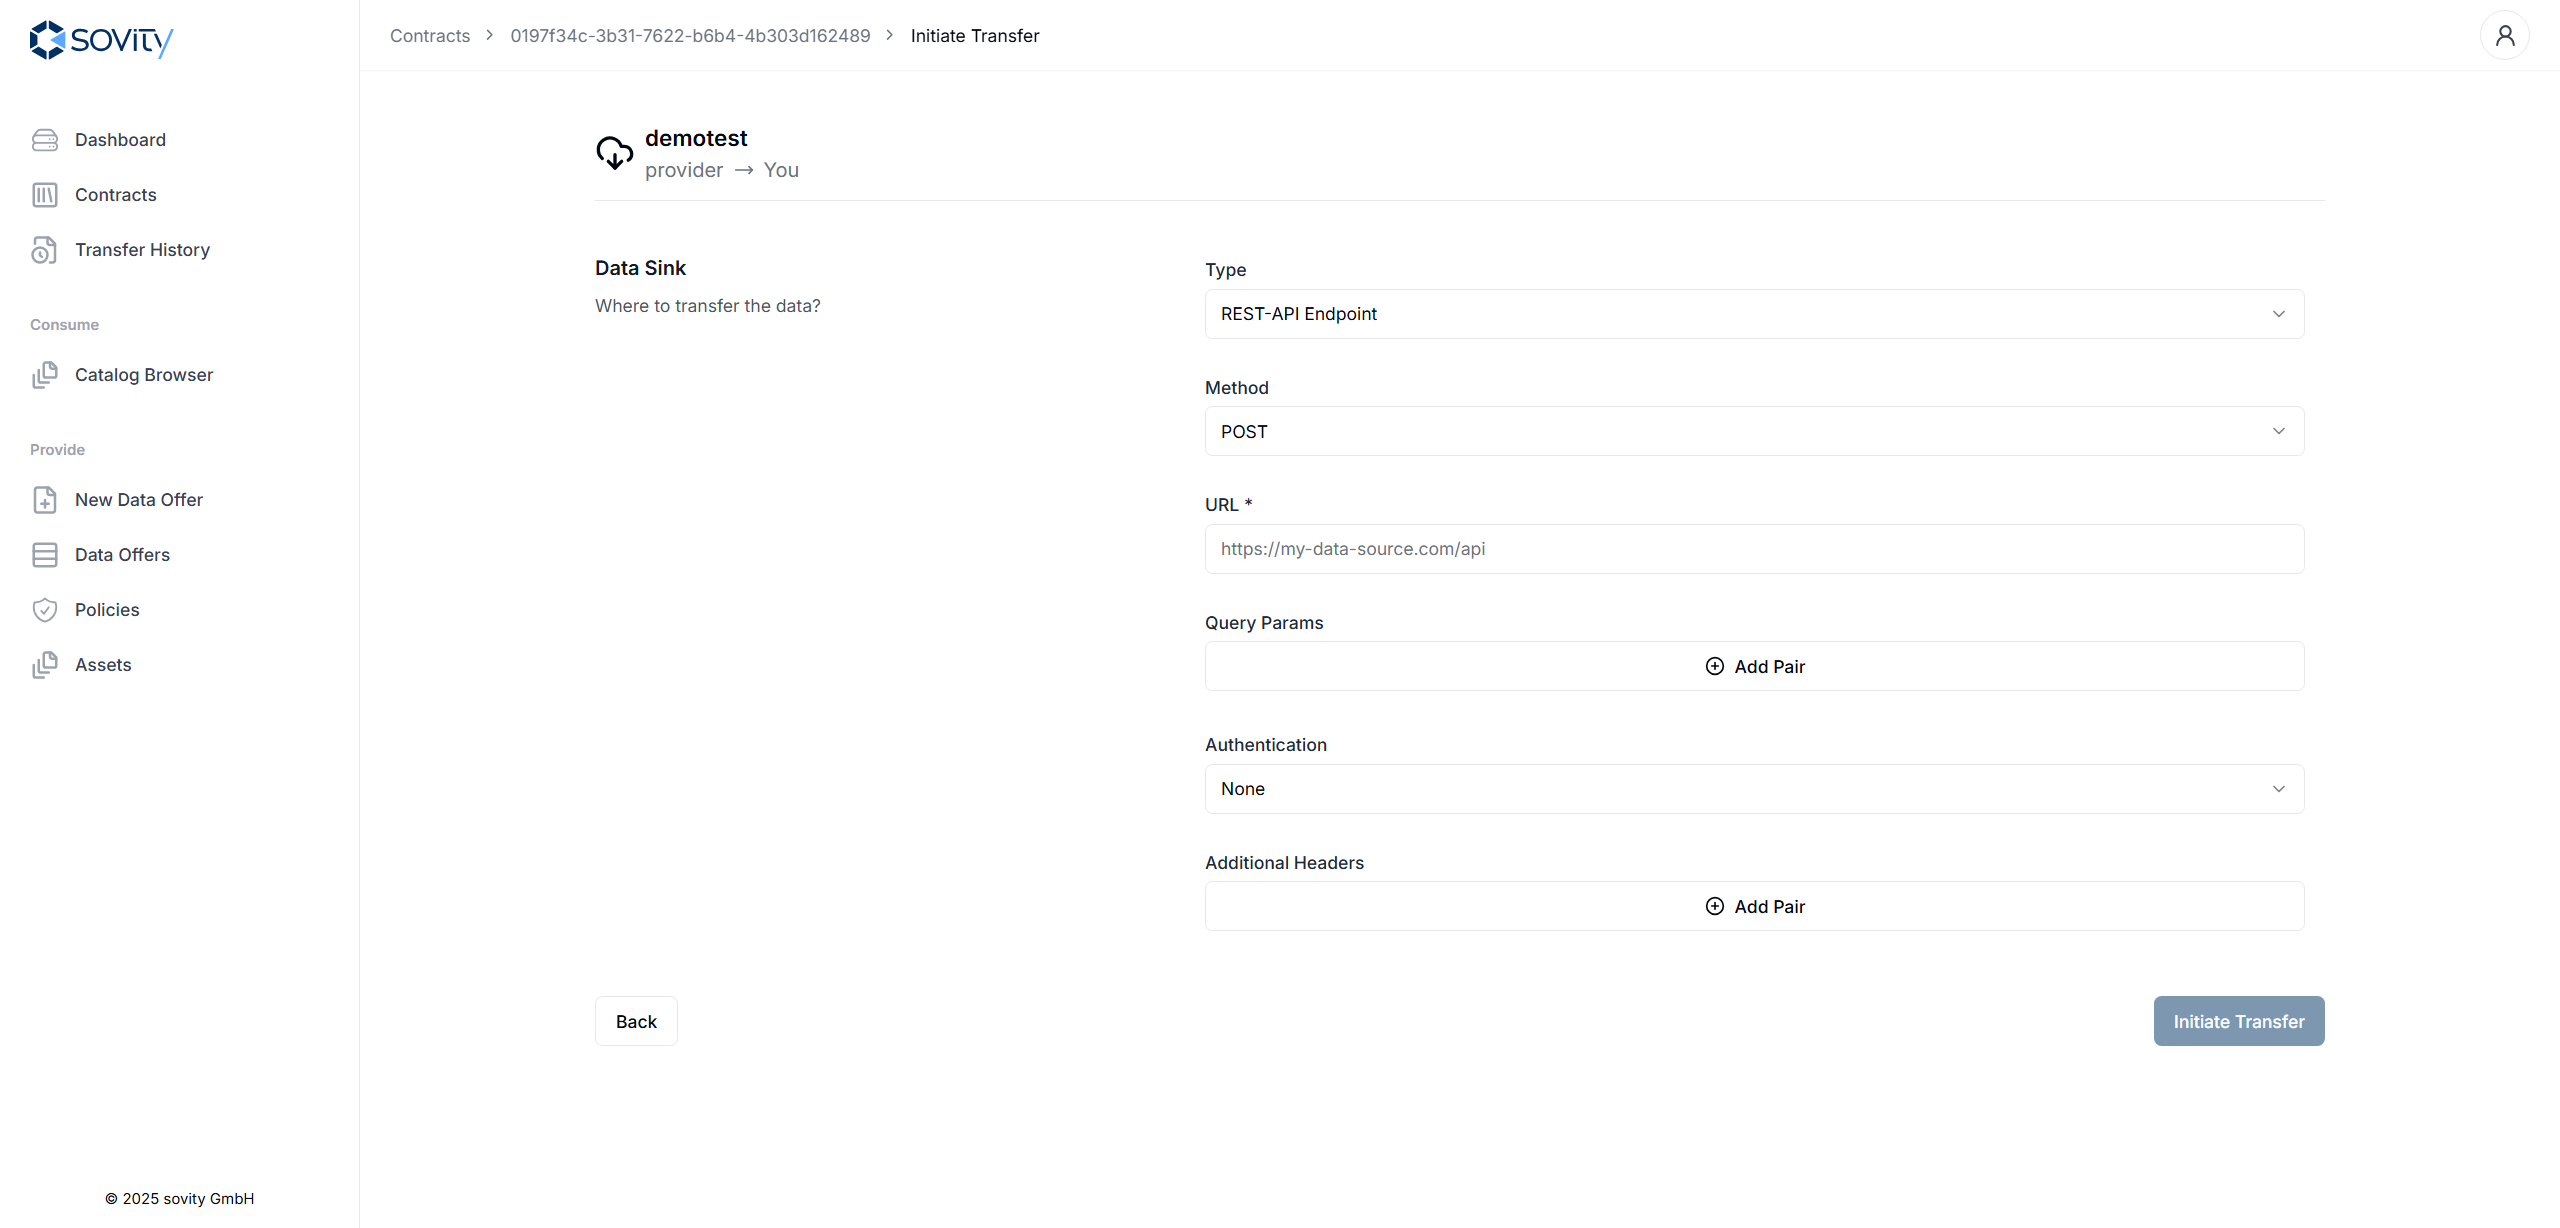 sovity
Contracts > 0197f34c-3b31-7622-b6b4-4b303d162489 > Initiate Transfer
Dashboard
Contracts
Transfer History
Consume
Catalog Browser
Provide
New Data Offer
Data Offers
Policies
Assets
© 2025 sovity GmbH
demotest
provider → You
Data Sink
Where to transfer the data?
Type
REST-API Endpoint
Method
POST
URL *
https://my-data-source.com/api
Query Params
Add Pair
Authentication
None
Additional Headers
Add Pair
Back
Initiate Transfer